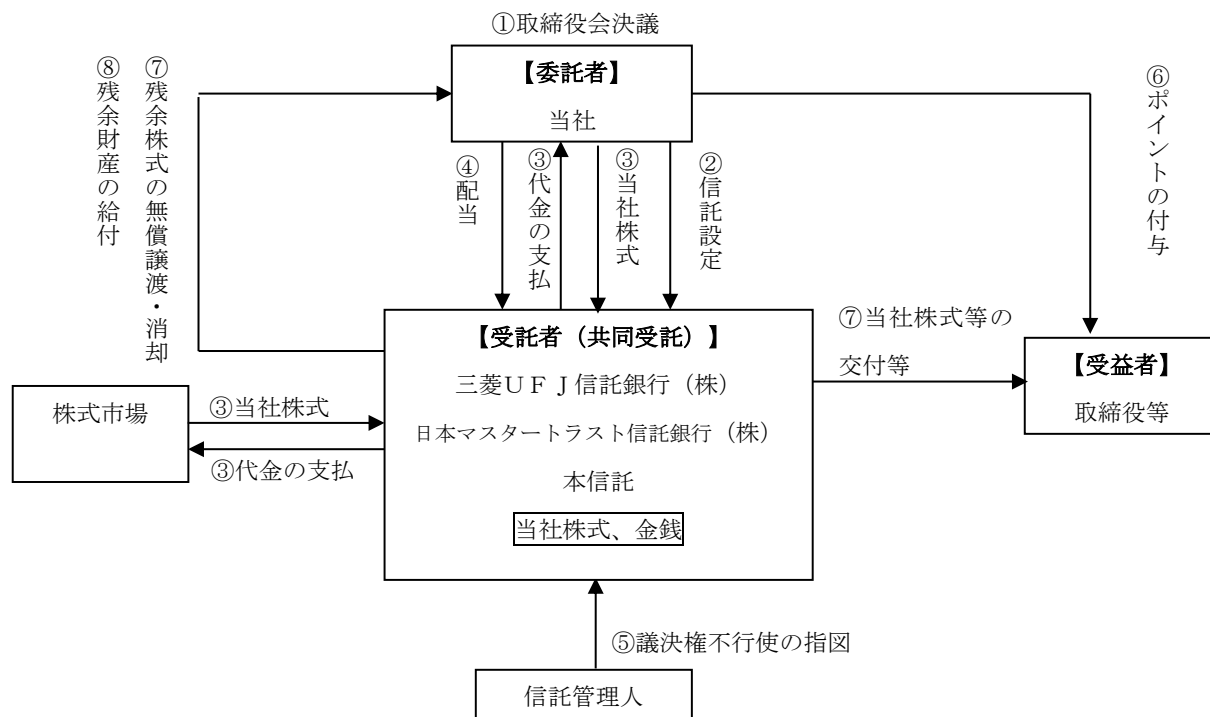 ①取締役会決議
【委託者】
当社
⑧残余財産の給付
⑦残余株式の無償譲渡・消却
④配当
③代金の支払
③当社株式
②信託設定
⑥ポイントの付与
【受託者（共同受託）】
三菱ＵＦＪ信託銀行（株）
日本マスタートラスト信託銀行（株）
本信託
当社株式、金銭
⑦当社株式等の
交付等
【受益者】
取締役等
株式市場
③当社株式
③代金の支払
⑤議決権不行使の指図
信託管理人